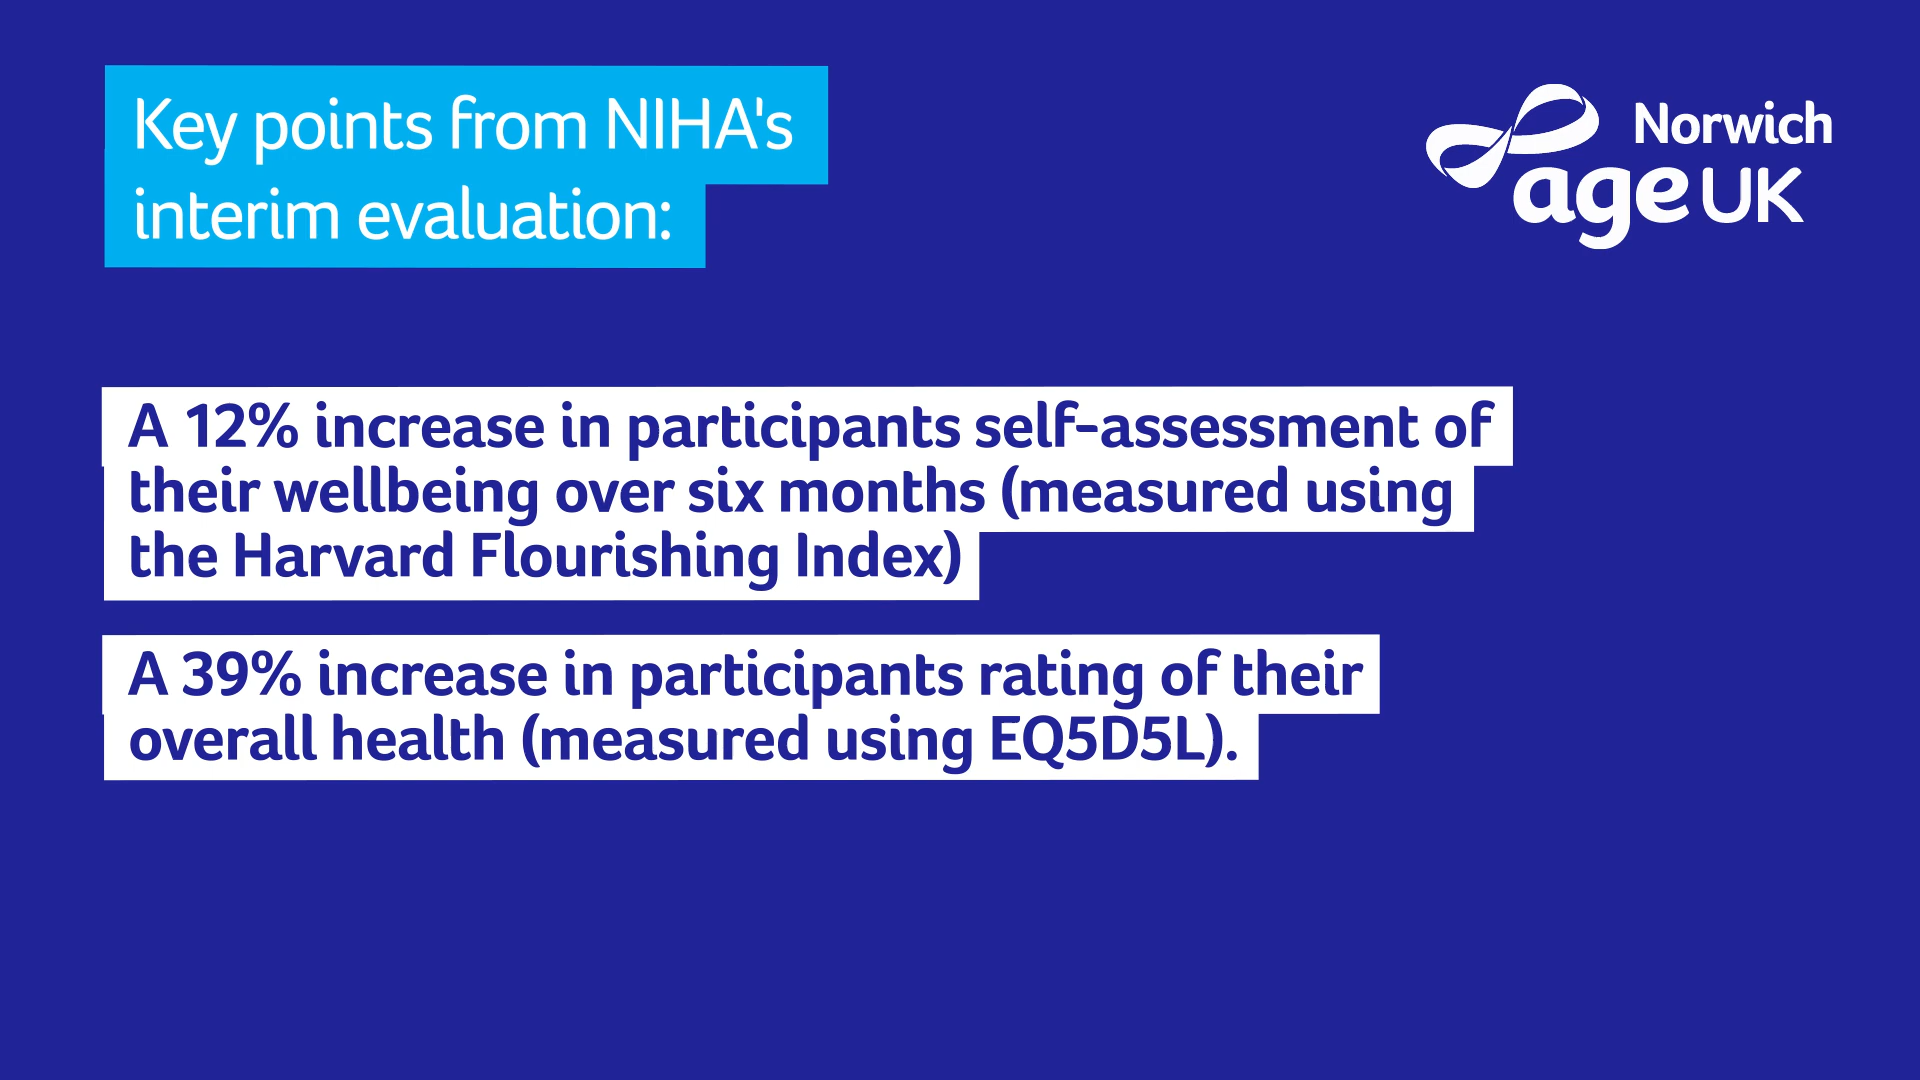 Key points from NIHA's
interim evaluation:
Norwich
age UK
A 12% increase in participants self-assessment of
their wellbeing over six months (measured using
the Harvard Flourishing Index)
A 39% increase in participants rating of their
overall health (measured using EQ5D5L).